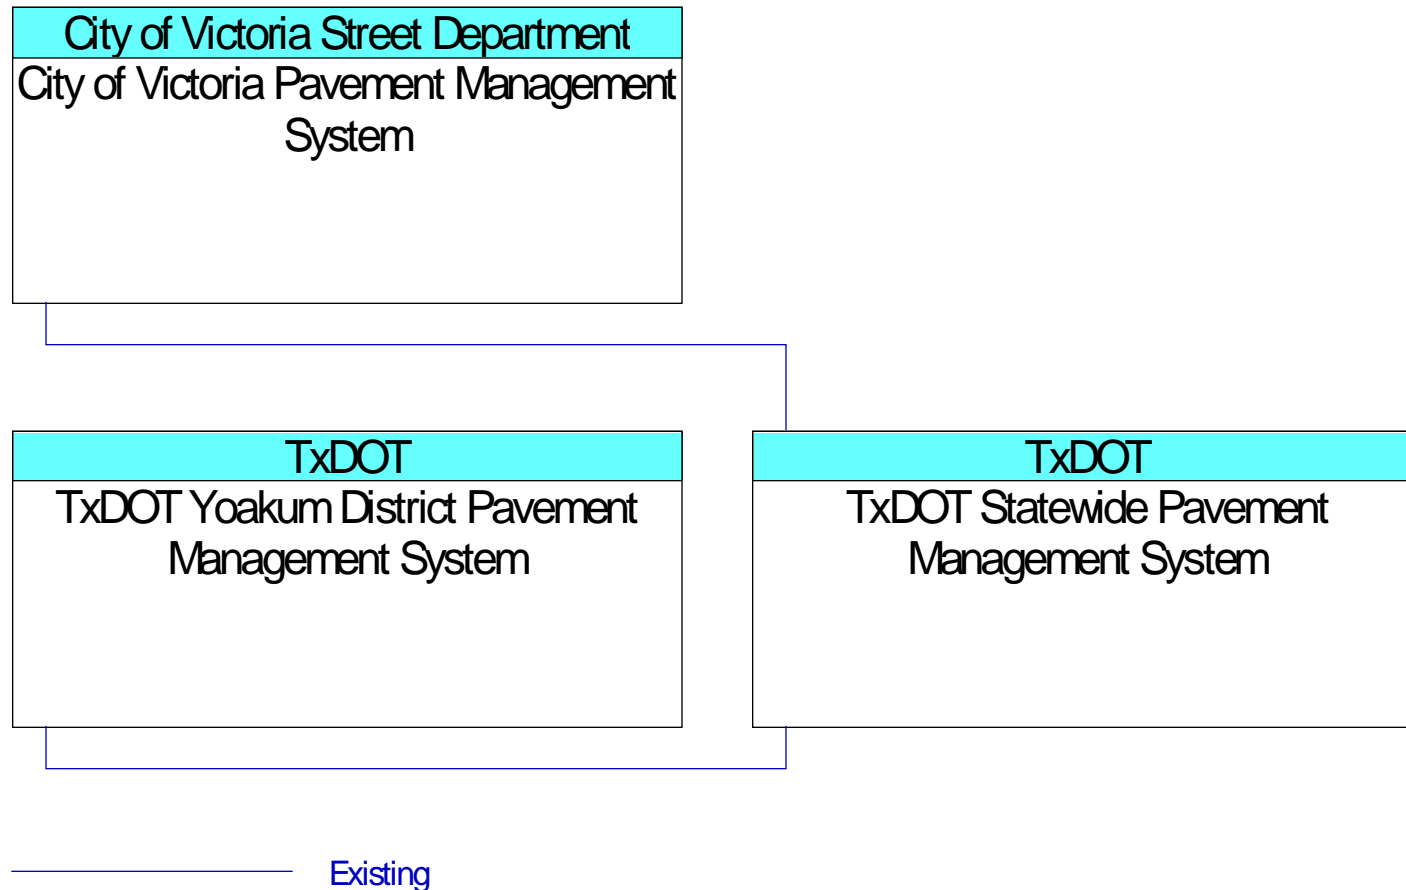 City of Victoria Street Department
City of Victoria Pavement Management
System
TxDOT
TxDOT Yoakum District Pavement
Management System
TxDOT
TxDOT Statewide Pavement
Management System
Existing